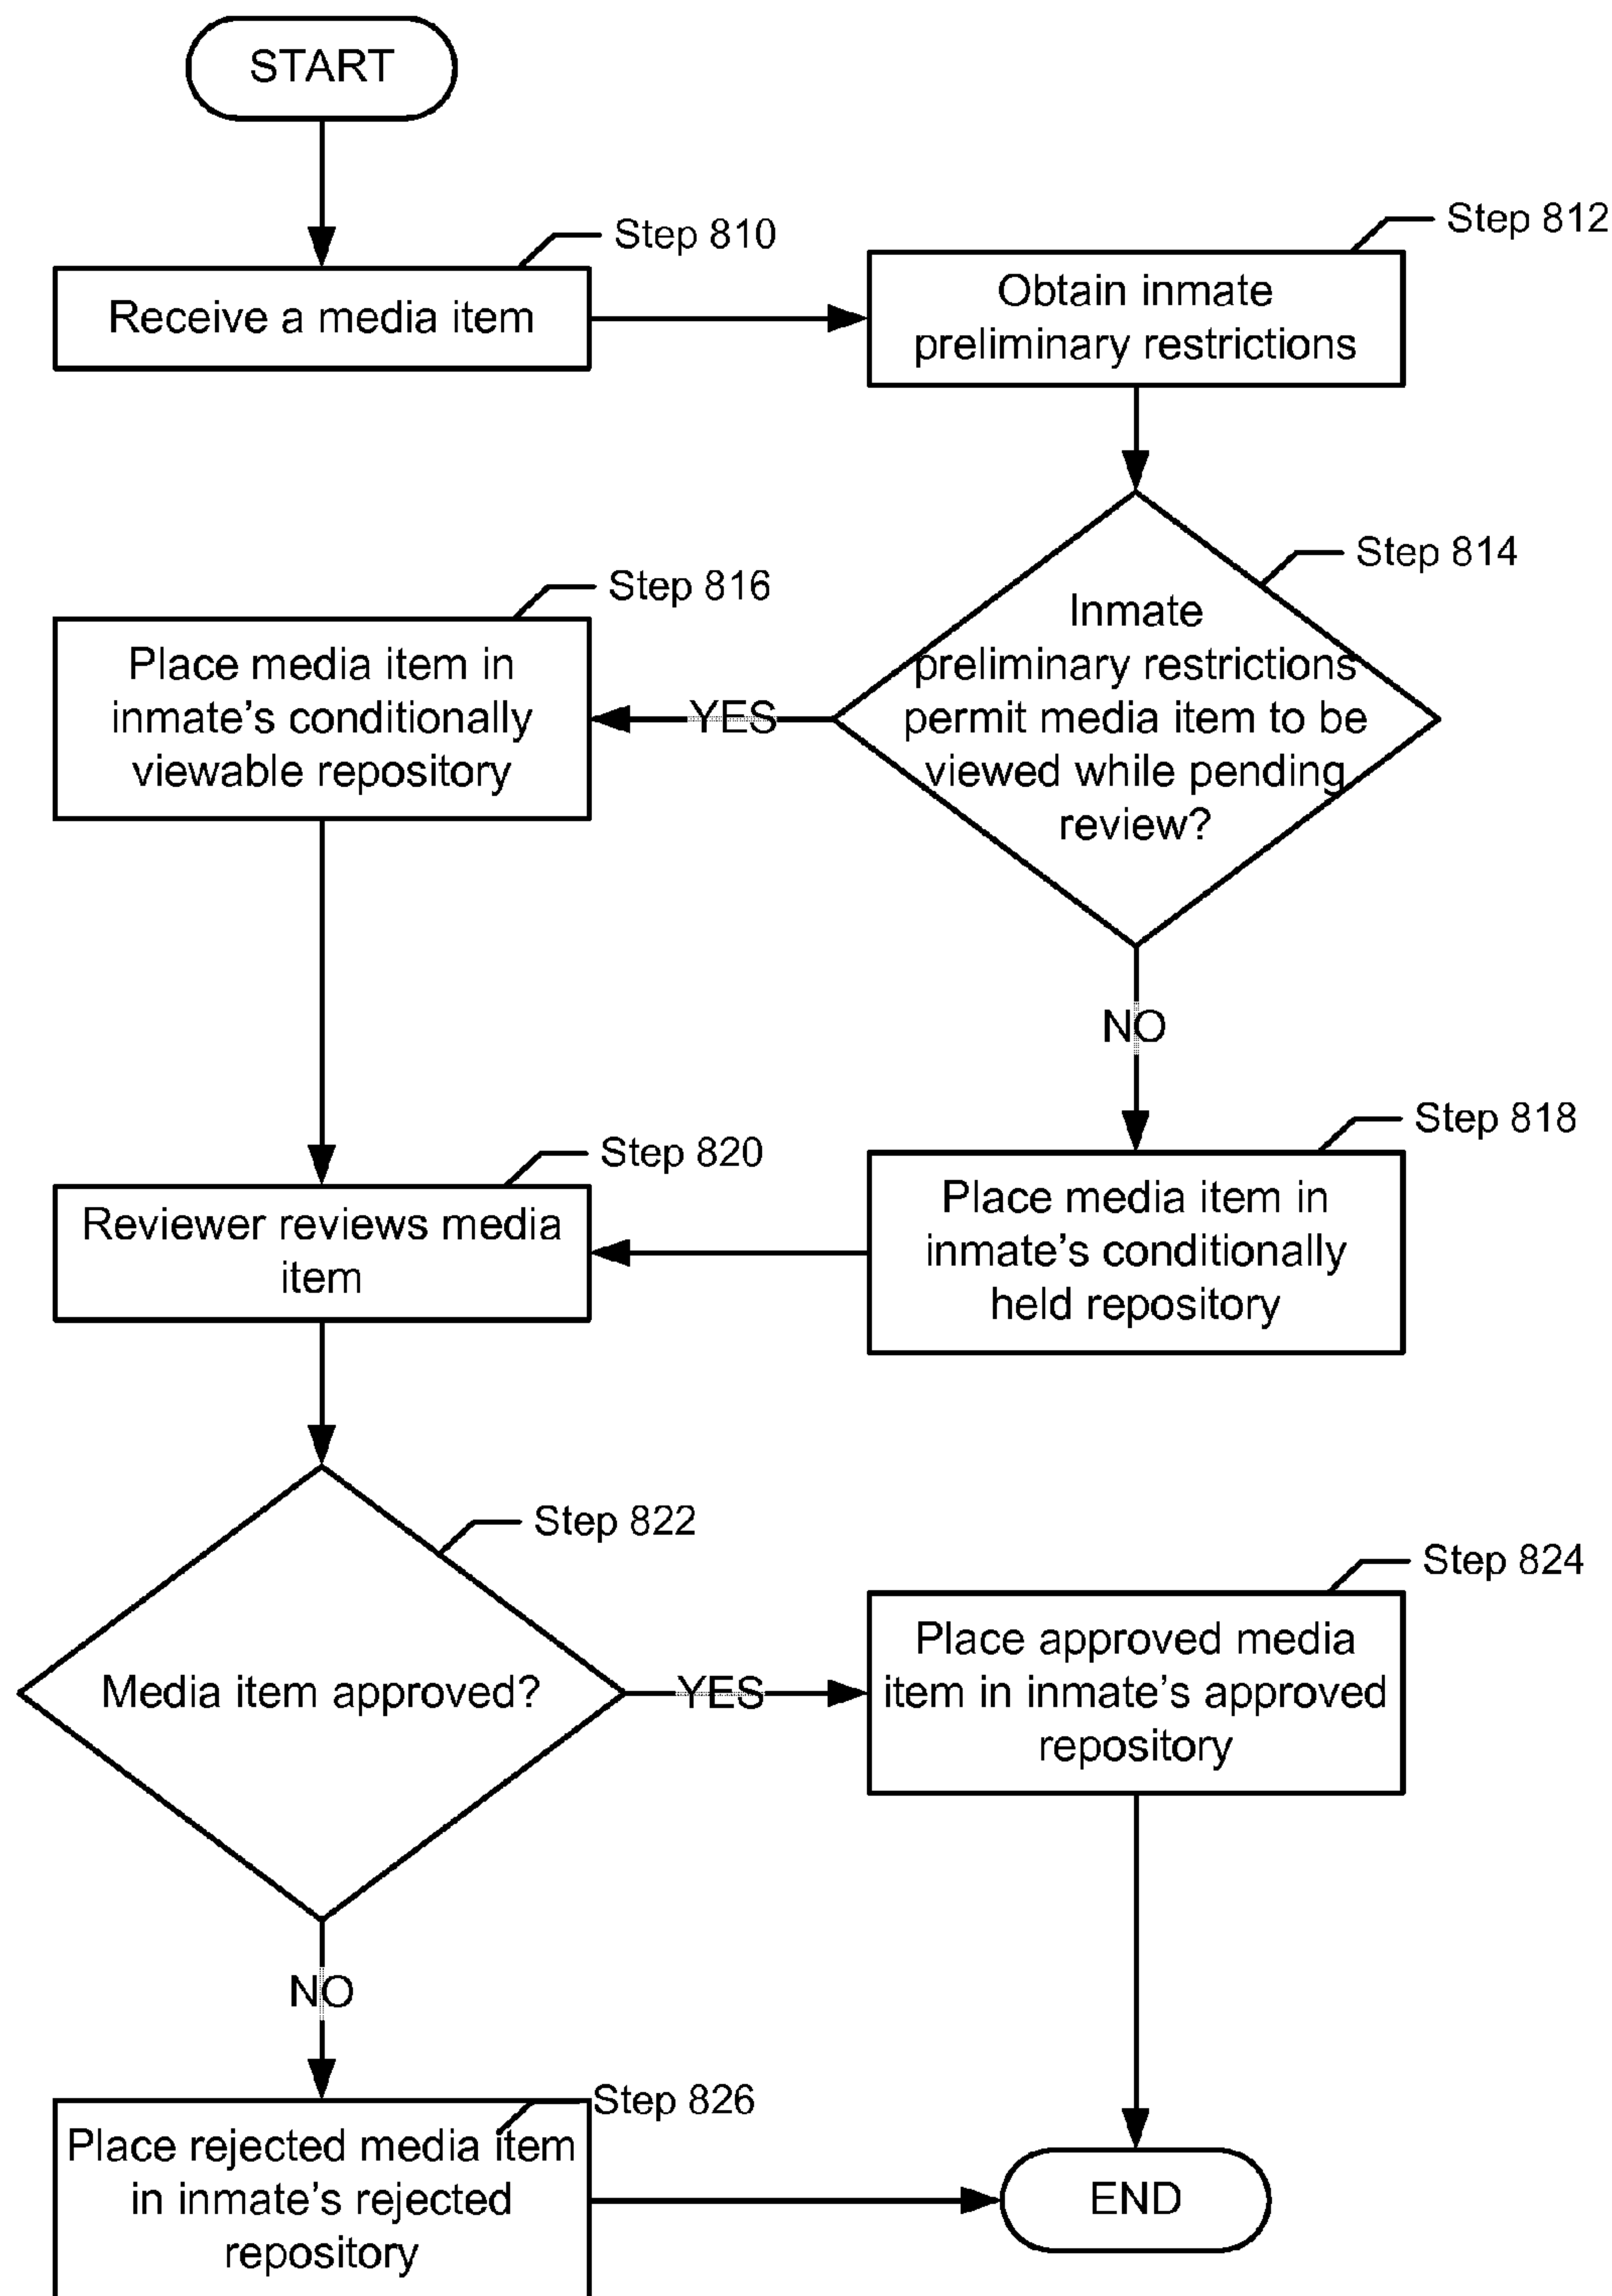 START
Step 810
Receive a media item
Step 812
Obtain inmate
preliminary restrictions
Step 814
Inmate
preliminary restrictions
permit media item to be
viewed while pending
review?
YES
Step 816
Place media item in
inmate's conditionally
viewable repository
NO
Step 818
Place media item in
inmate's conditionally
held repository
Step 820
Reviewer reviews media
item
Step 822
Media item approved?
YES
Step 824
Place approved media
item in inmate's approved
repository
NO
Step 826
Place rejected media item
in inmate's rejected
repository
END